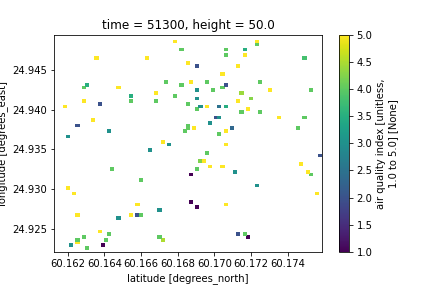 time = 51300, height = 50.0
24.945
24.940
24.935
24.930
24.925
longitude [degrees_east]
60.162 60.164 60.166 60.168 60.170 60.172 60.174
latitude [degrees_north]
5.0
4.5
4.0
3.5
3.0
2.5
2.0
1.5
1.0
air quality index [unitless,
1.0 to 5.0] [None]